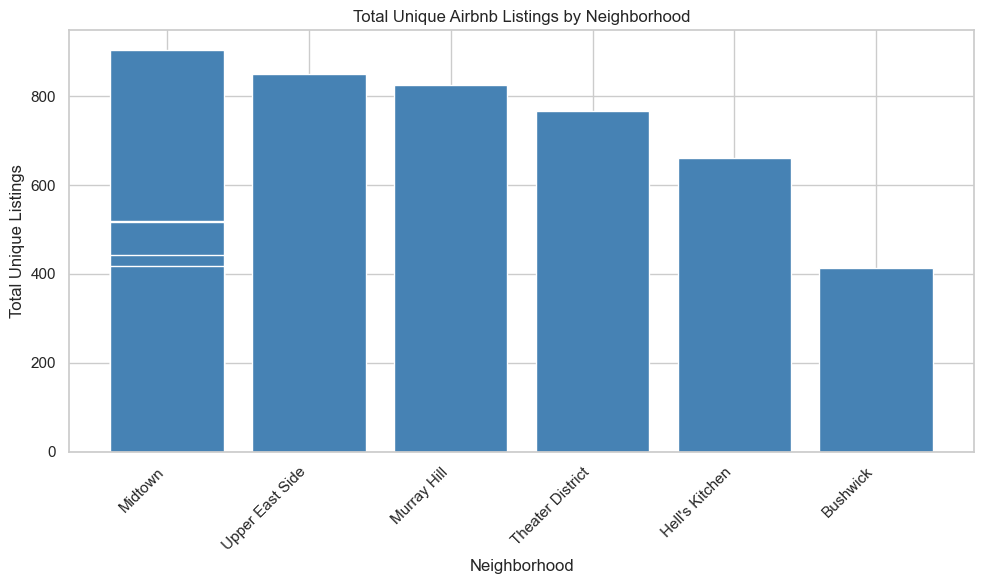 Total Unique Airbnb Listings by Neighborhood
Total Unique Listings
800
600
400
200
0
Midtown
Upper East Side
Murray Hill
Theater District
Hell's Kitchen
Bushwick
Neighborhood